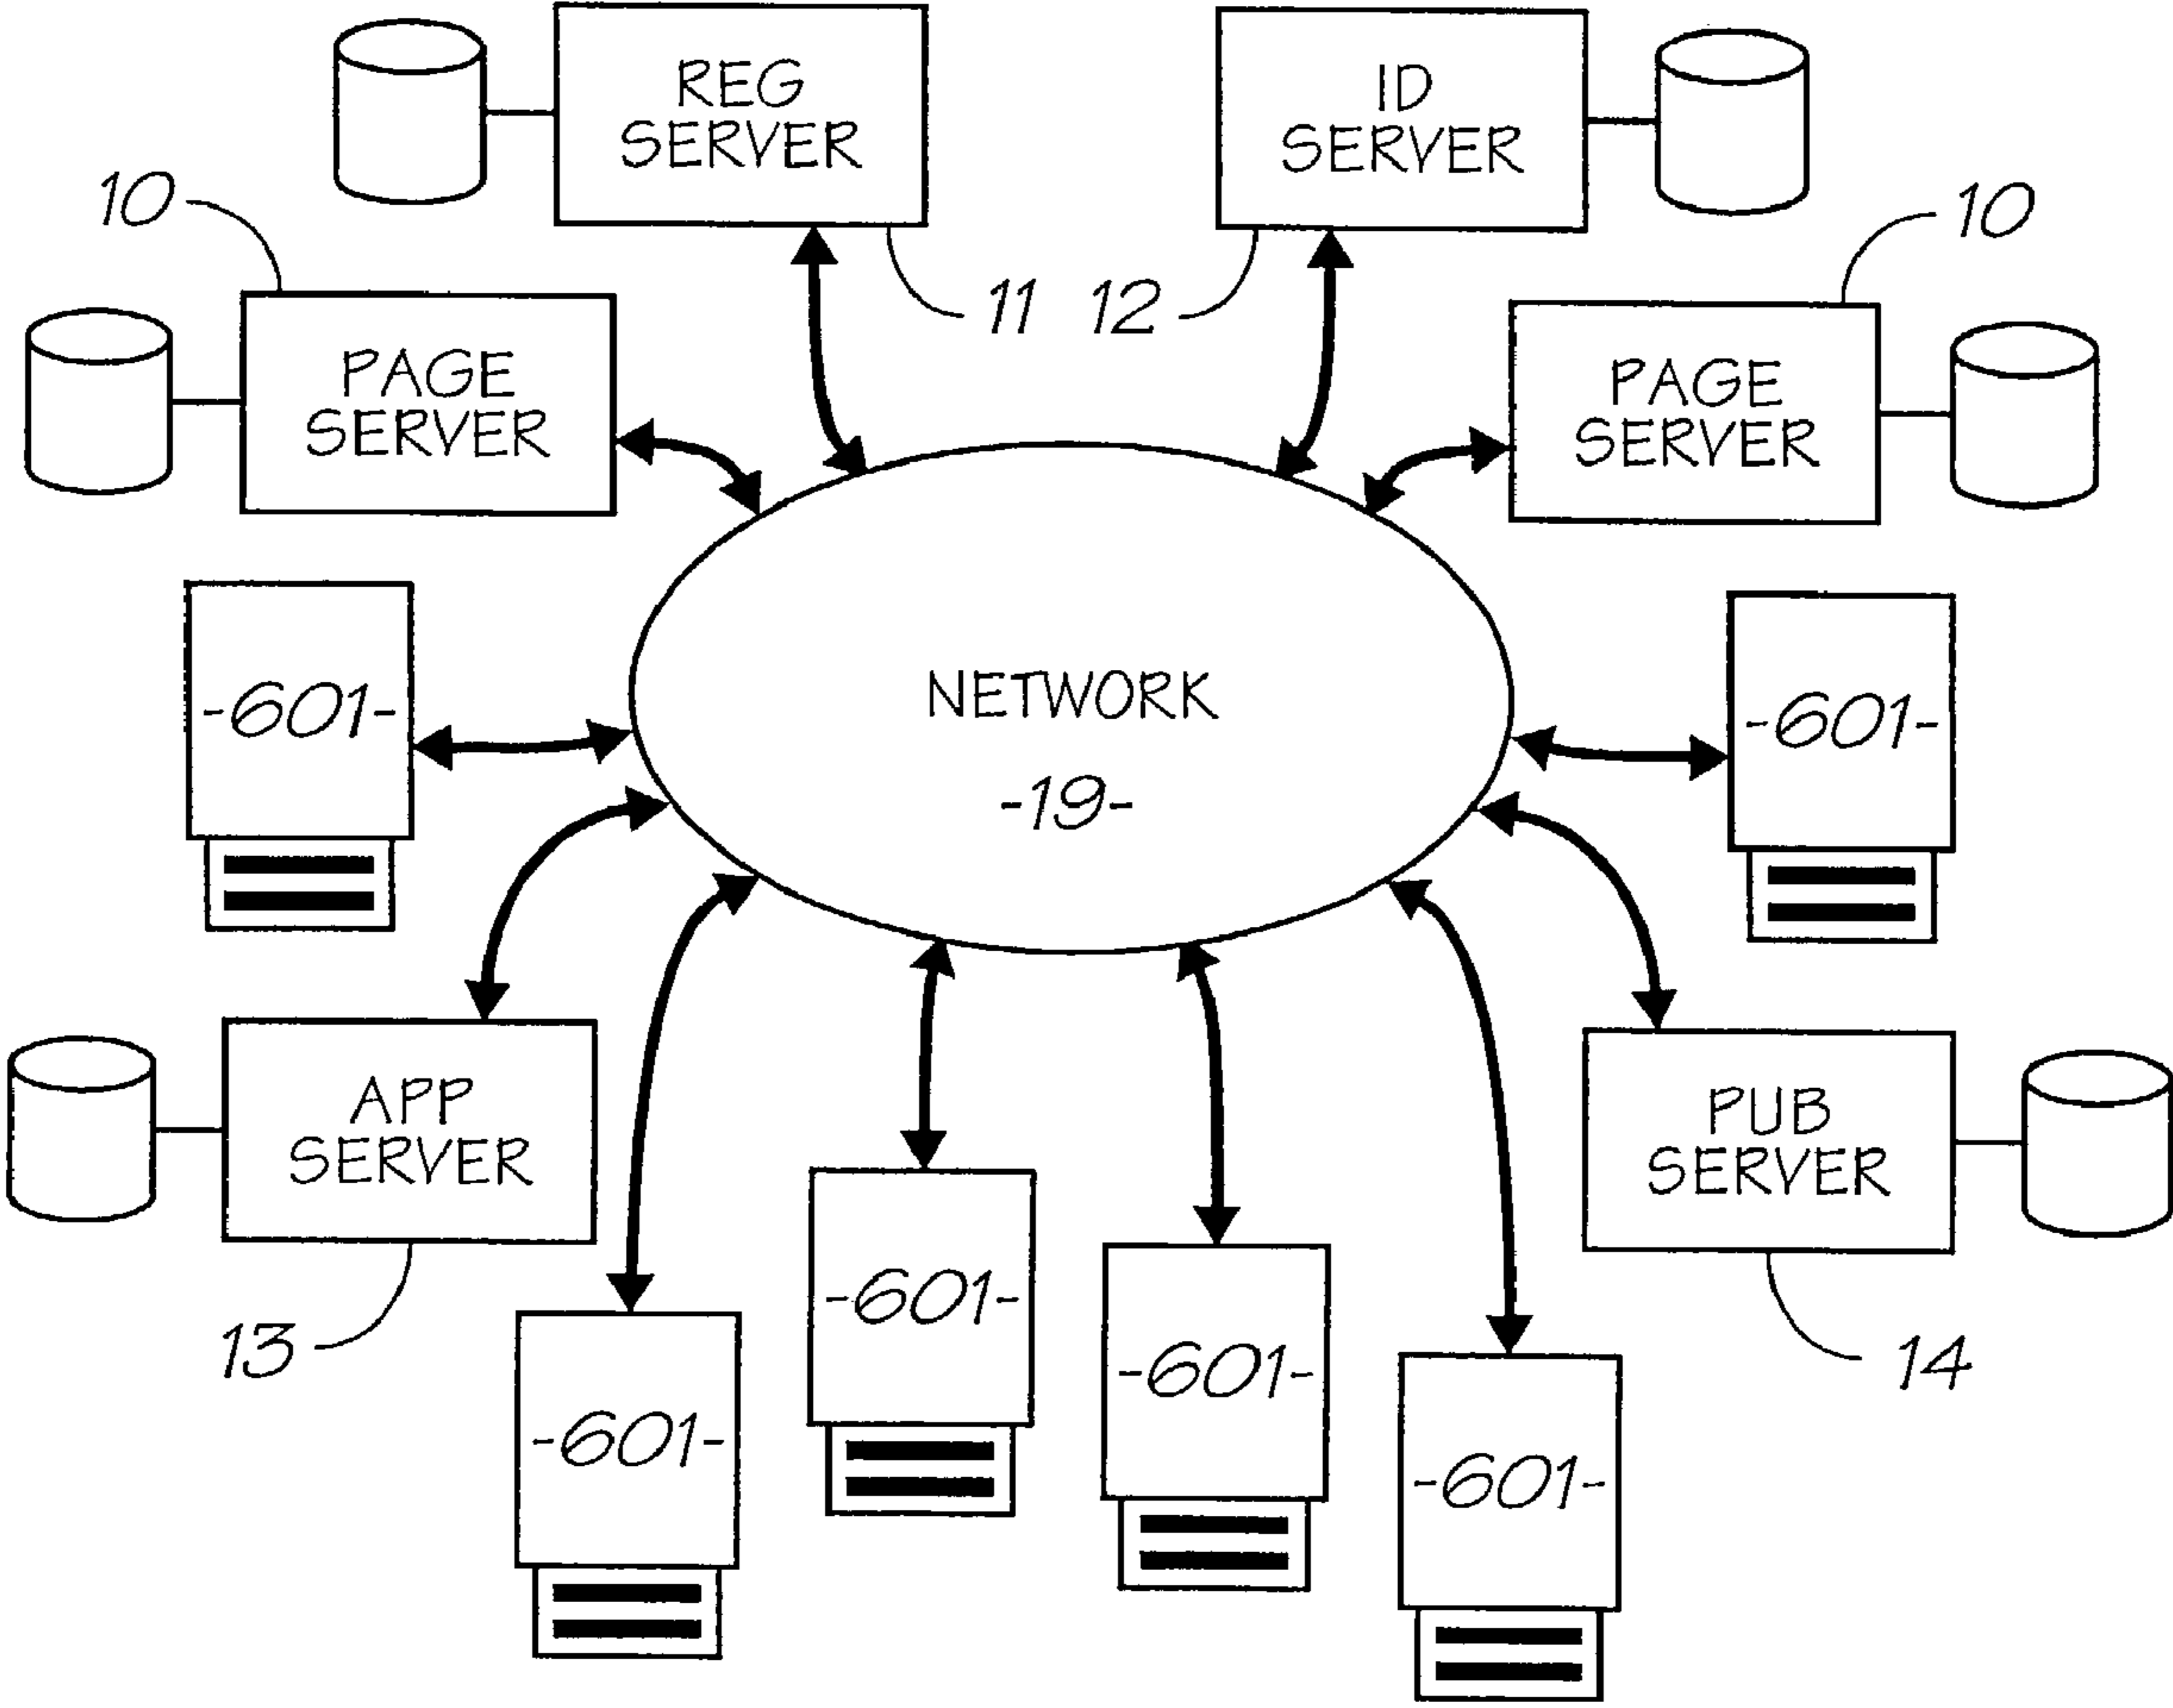 REG
SERVER
ID
SERVER
10
10
11
12
PAGE
SERVER
PAGE
SERVER
-601-
NETWORK
-19-
-601-
APP
SERVER
PUB
SERVER
13
-601-
-601-
-601-
-601-
14